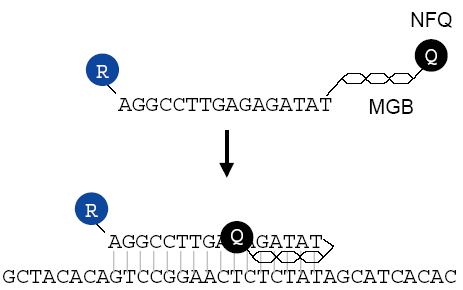 NFQ
Q
R
AGGCCTTGAGAGATAT
MGB
R
AGGCCTTGA Q AGATAT
GCTACACAGTCCGGAACTCTCTATAGCATCACAC